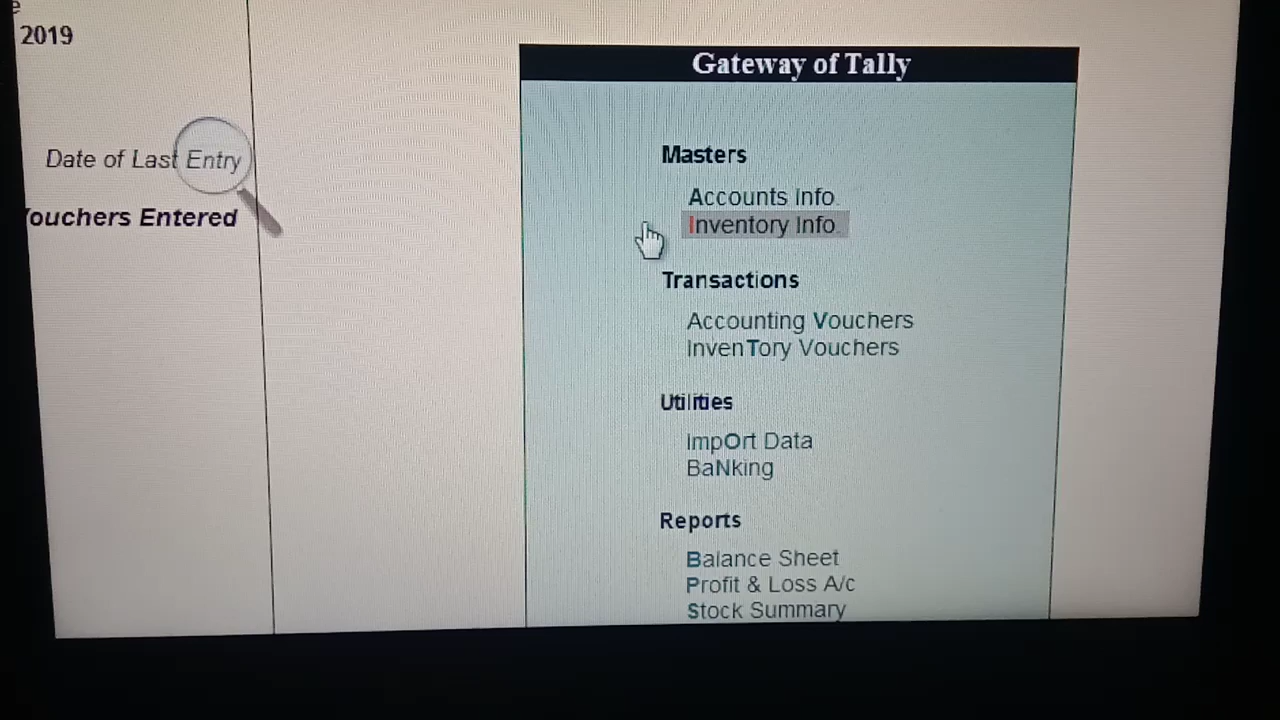 2019
Date of Last Entry
Vouchers Entered
Gateway of Tally
Masters
Accounts Info.
Inventory Info.
Transactions
Accounting Vouchers
InvenTory Vouchers
Utilities
ImpOrt Data
BaNking
Reports
Balance Sheet
Profit & Loss A/c
Stock Summary